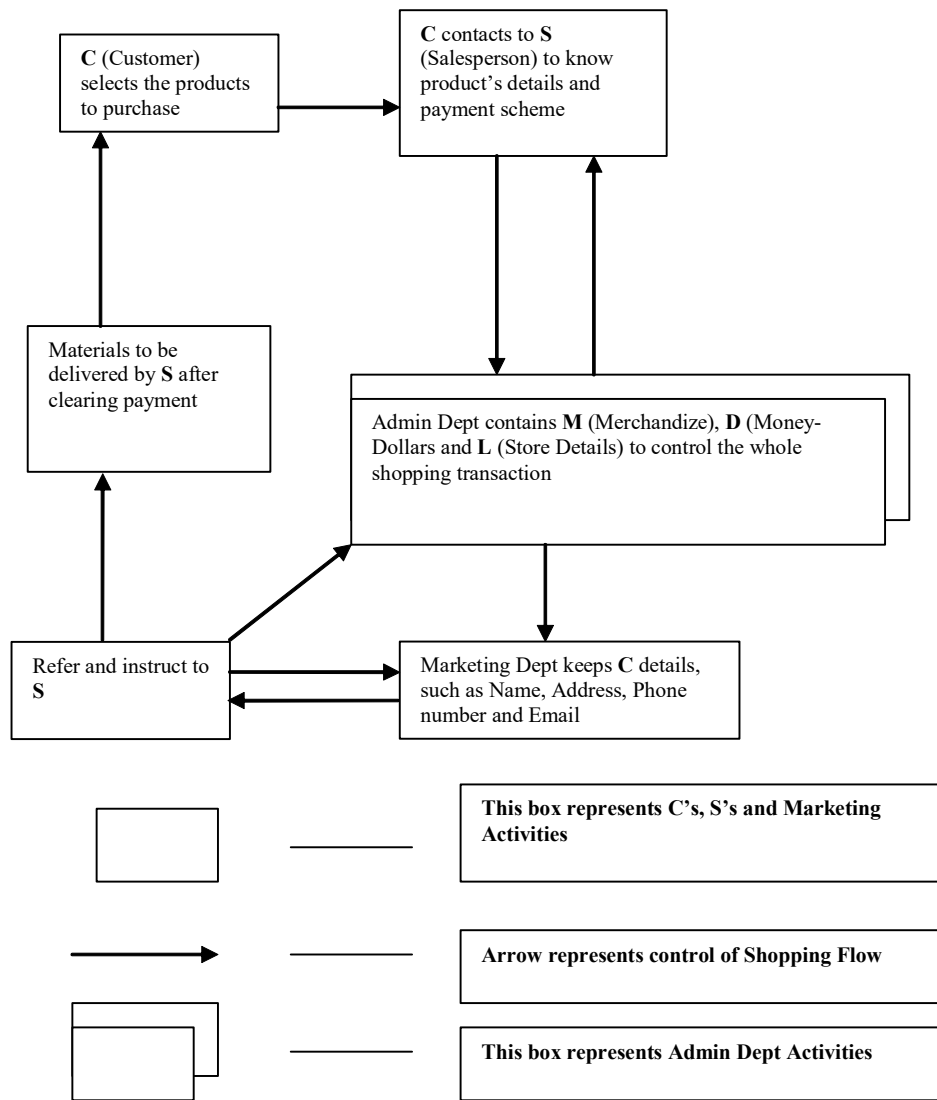 C (Customer)
selects the products
to purchase
C contacts to S
(Salesperson) to know
product’s details and
payment scheme
Materials to be
delivered by S after
clearing payment
Admin Dept contains M (Merchandize), D (Money-
Dollars and L (Store Details) to control the whole
shopping transaction
Refer and instruct to
S
Marketing Dept keeps C details,
such as Name, Address, Phone
number and Email
This box represents C’s, S’s and Marketing
Activities
Arrow represents control of Shopping Flow
This box represents Admin Dept Activities